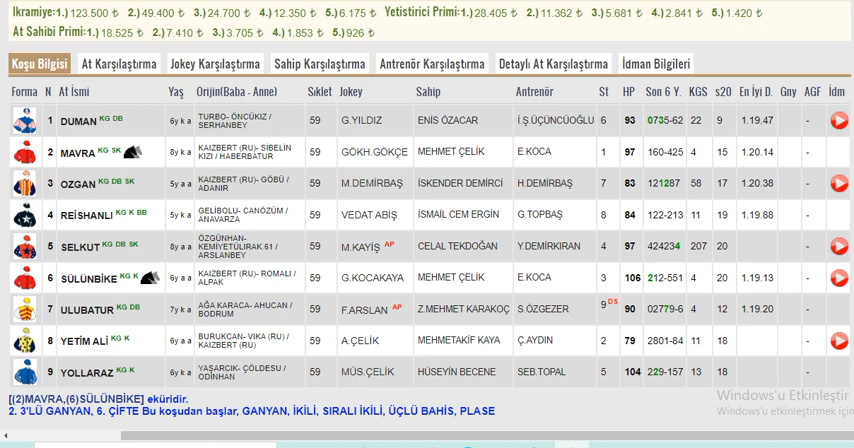 Ikramiye:1.) 123.500 ₺ 2.) 49.400 ₺ 3.) 24.700 ₺ 4.) 12.350 ₺ 5.) 6.175 ₺ Yetistirici Primi:1.) 28.405 ₺ 2.) 11.362 ₺ 3.) 5.681 ₺ 4.) 2.841 ₺ 5.) 1.420 ₺
At Sahibi Primi:1.) 18.525 ₺ 2.) 7.410 ₺ 3.) 3.705 ₺ 4.) 1.853 ₺ 5.) 926 ₺
Koşu Bilgisi At Karşılaştırma Jokey Karşılaştırma Sahip Karşılaştırma Antrenör Karşılaştırma Detaylı At Karşılaştırma İdman Bilgileri
Forma N At İsmi Yaş Orijin(Baba - Anne) Sıklet Jokey Sahip Antrenör St HP Son 6 Y. KGS s20 En İyi D. Gny AGF İdm
1 DUMAN KG DB 6y k a TURBO- ÖNCÜKIZ / SERHANBEY 59 G.YILDIZ ENİS ÖZACAR İ.Ş.ÜÇÜNCÜOĞLU 6 93 0735-62 22 9 1.19.47 -
2 MAVRA KG SK 8y k a KAIZBERT (RU)- SİBELİN KIZI / HABERBATUR 59 GÖKH.GÖKÇE MEHMET ÇELİK E.KOCA 1 97 160-425 4 15 1.20.14 -
3 OZGAN KG DB SK 5y a a KAIZBERT (RU)- GÖBÜ / ADANIR 59 M.DEMİRBAŞ İSKENDER DEMİRCİ H.DEMİRBAŞ 7 83 121287 58 17 1.20.38 -
4 REİSHANLI KG K BB 5y k a GELİBOLU- CANÖZÜM / ANAVARZA 59 VEDAT ABİŞ İSMAİL CEM ERGİN G.TOPBAŞ 8 84 122-213 11 19 1.19.88 -
5 SELKUT KG DB SK 8y a a ÖZGÜNHAN- KEMİYETÜLIRAK.61 / ARSLANBEY 59 M.KAYİŞ AP CELAL TEKDOĞAN Y.DEMİRKIRAN 4 97 424234 207 20 -
6 SÜLÜNBİKE KG K 6y a a KAIZBERT (RU)- ROMALI / ALPAK 59 G.KOCAKAYA MEHMET ÇELİK E.KOCA 3 106 212-551 4 20 1.19.13 -
7 ULUBATUR KG DB 7y k a AĞA KARACA- AHUCAN / BODRUM 59 F.ARSLAN AP Z.MEHMET KARAKOÇ S.ÖZGEZER 9 DS 90 02779-6 4 12 1.19.20 -
8 YETİM ALİ KG K 6y a a BURUKCAN- VIKA (RU) / KAIZBERT (RU) 59 A.ÇELİK MEHMETAKİF KAYA Ç.AYDIN 2 79 2801-84 11 18 -
9 YOLLARAZ KG K 6y k a YAŞARCIK- ÇÖLDESU / ODİNHAN 59 MÜS.ÇELİK HÜSEYİN BECENE SEB.TOPAL 5 104 229-157 13 18 -
[(2)MAVRA,(6)SÜLÜNBİKE] eküridir.
2. 3'LÜ GANYAN, 6. ÇİFTE Bu koşudan başlar, GANYAN, İKİLİ, SIRALI İKİLİ, ÜÇLÜ BAHİS, PLASE
Windows'u Etkinleştir
Windows'u etkinleştirmek için